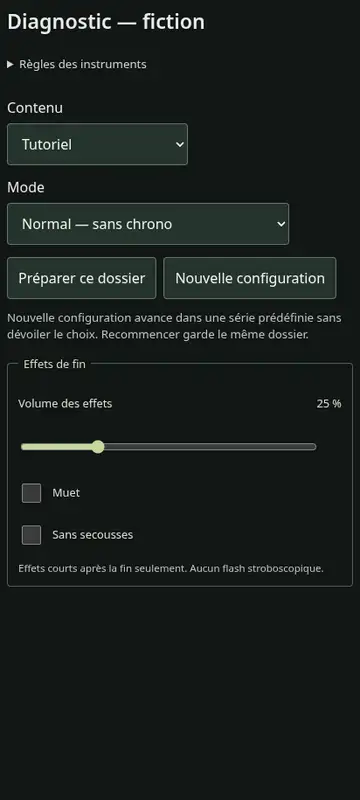 Diagnostic — fiction
Règles des instruments
Contenu
Tutoriel
Mode
Normal — sans chrono
Préparer ce dossier
Nouvelle configuration
Nouvelle configuration avance dans une série prédéfinie sans
dévoiler le choix. Recommencer garde le même dossier.
Effets de fin
Volume des effets
25 %
Muet
Sans secousses
Effets courts après la fin seulement. Aucun flash stroboscopique.